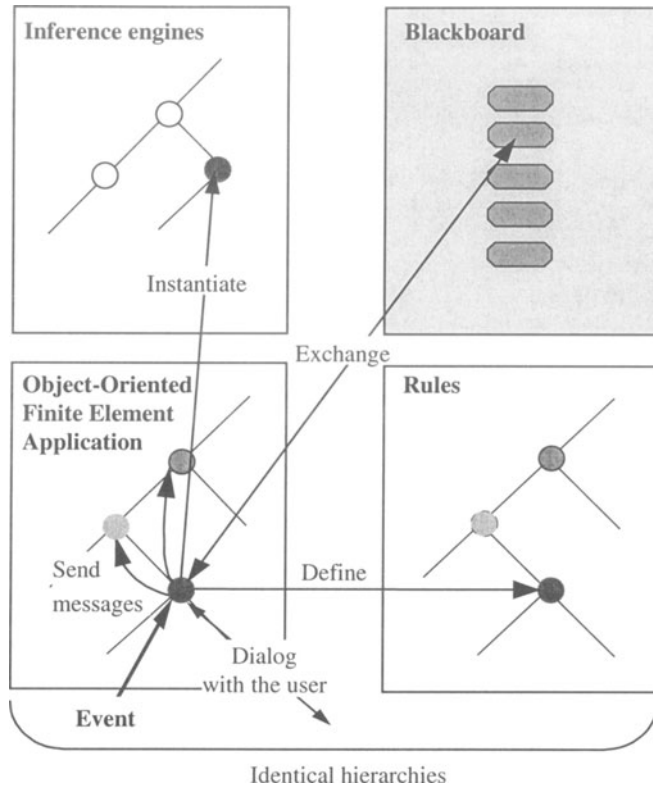 Inference engines
Blackboard
Instantiate
Exchange
Object-Oriented
Finite Element
Application
Rules
Send
messages
Define
Dialog
with the user
Event
Identical hierarchies